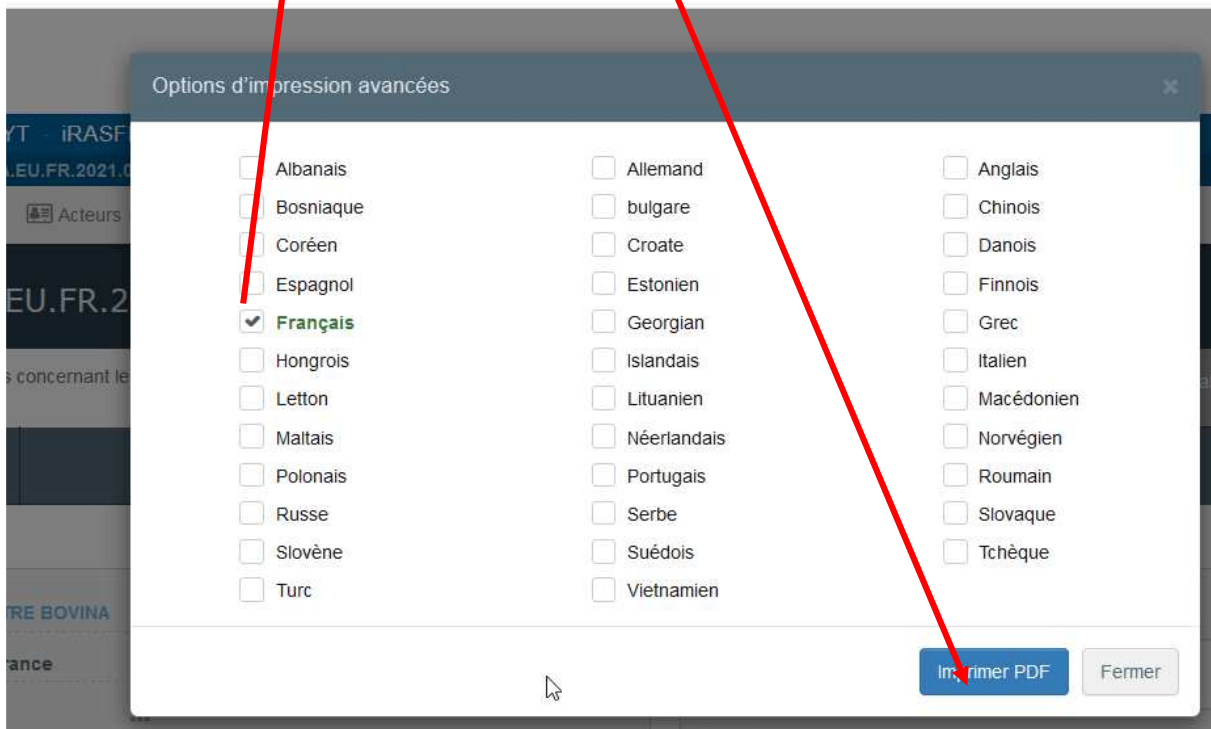 Options d'impression avancées
YT - iRASF
.EU.FR.2021.0
Acteurs
EU.FR.2
s concernant le
Albanais Allemand Anglais
Bosniaque bulgare Chinois
Coréen Croate Danois
Espagnol Estonien Finnois
Français Georgian Grec
Hongrois Islandais Italien
Letton Lituanien Macédonien
Maltais Néerlandais Norvégien
Polonais Portugais Roumain
Russe Serbe Slovaque
Slovène Suédois Tchèque
Turc Vietnamien
TRE BOVINA
rance
Imprimer PDF Fermer